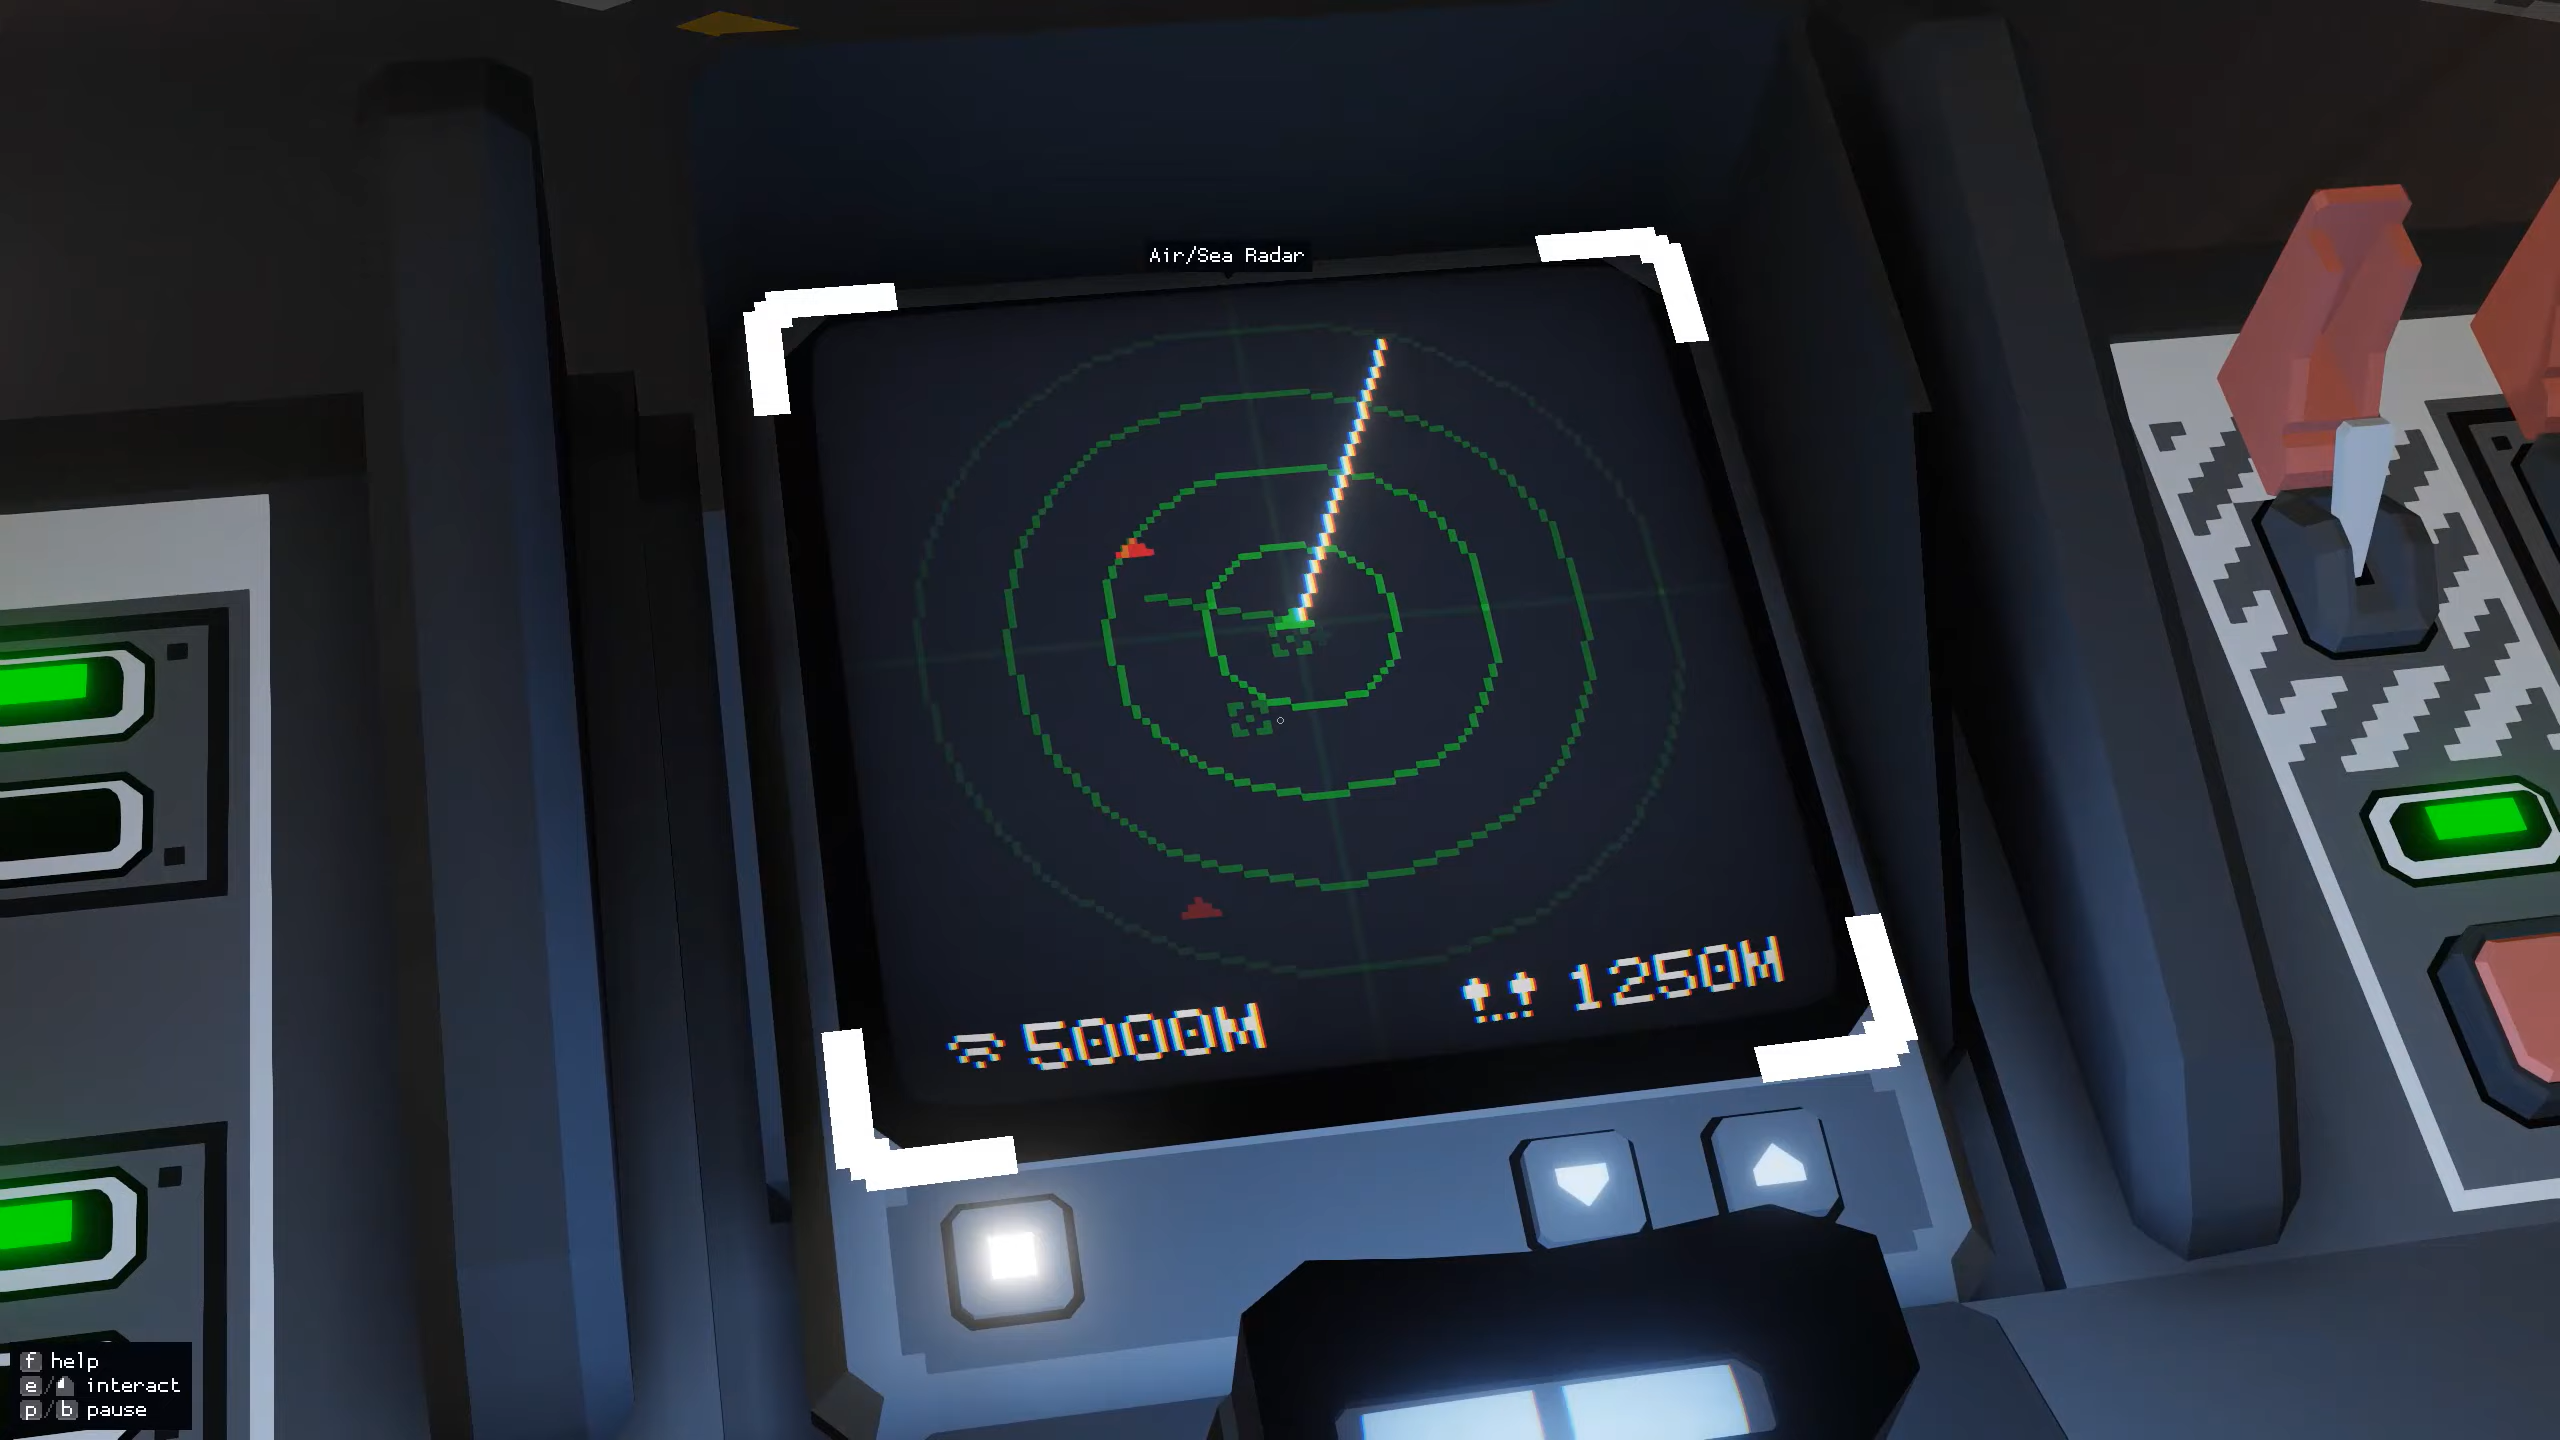 Air/Sea Radar
5000M
1250M
f help
e/ interact
p/b pause